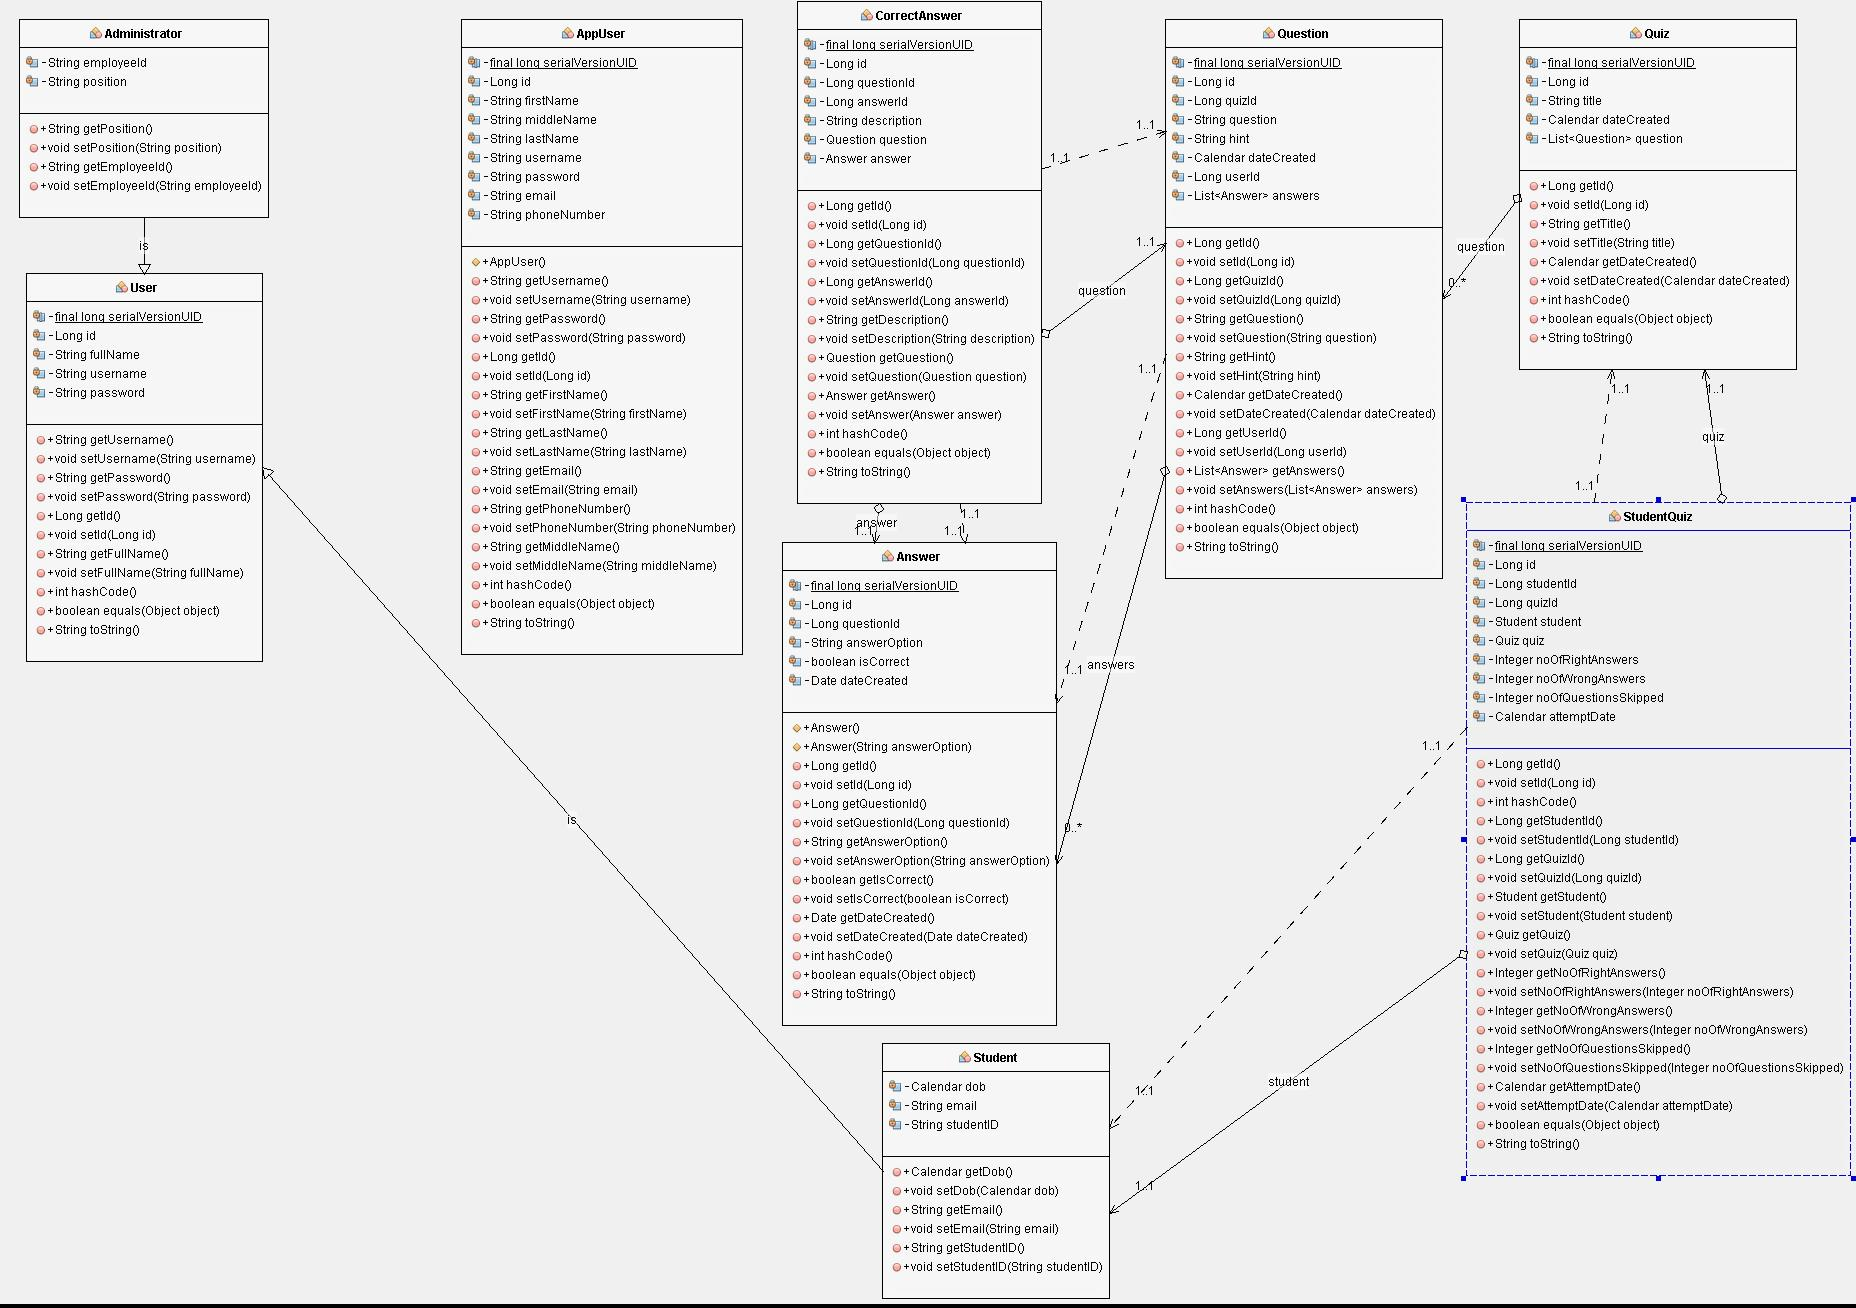 Administrator
-String employeeId
-String position
+String getPosition()
+void setPosition(String position)
+String getEmployeeId()
+void setEmployeeId(String employeeId)
is
User
-final long serialVersionUID
-Long id
-String fullName
-String username
-String password
+String getUsername()
+void setUsername(String username)
+String getPassword()
+void setPassword(String password)
+Long getId()
+void setId(Long id)
+String getFullName()
+void setFullName(String fullName)
+int hashCode()
+boolean equals(Object object)
+String toString()
is
AppUser
-final long serialVersionUID
-Long id
-String firstName
-String middleName
-String lastName
-String username
-String password
-String email
-String phoneNumber
+AppUser()
+String getUsername()
+void setUsername(String username)
+String getPassword()
+void setPassword(String password)
+Long getId()
+void setId(Long id)
+String getFirstName()
+void setFirstName(String firstName)
+String getLastName()
+void setLastName(String lastName)
+String getEmail()
+void setEmail(String email)
+String getPhoneNumber()
+void setPhoneNumber(String phoneNumber)
+String getMiddleName()
+void setMiddleName(String middleName)
+int hashCode()
+boolean equals(Object object)
+String toString()
CorrectAnswer
-final long serialVersionUID
-Long id
-Long questionId
-Long answerId
-String description
-Question question
-Answer answer
+Long getId()
+void setId(Long id)
+Long getQuestionId()
+void setQuestionId(Long questionId)
+Long getAnswerId()
+void setAnswerId(Long answerId)
+String getDescription()
+void setDescription(String description)
+Question getQuestion()
+void setQuestion(Question question)
+Answer getAnswer()
+void setAnswer(Answer answer)
+int hashCode()
+boolean equals(Object object)
+String toString()
1..1
1..1
1..1
question
answer
1..1
1..1
1..1
Answer
-final long serialVersionUID
-Long id
-Long questionId
-String answerOption
-boolean isCorrect
-Date dateCreated
+Answer()
+Answer(String answerOption)
+Long getId()
+void setId(Long id)
+Long getQuestionId()
+void setQuestionId(Long questionId)
+String getAnswerOption()
+void setAnswerOption(String answerOption)
+boolean getIsCorrect()
+void setIsCorrect(boolean isCorrect)
+Date getDateCreated()
+void setDateCreated(Date dateCreated)
+int hashCode()
+boolean equals(Object object)
+String toString()
1..1
1..1
answers
0..*
Question
-final long serialVersionUID
-Long id
-Long quizId
-String question
-String hint
-Calendar dateCreated
-Long userId
-List<Answer> answers
+Long getId()
+void setId(Long id)
+Long getQuizId()
+void setQuizId(Long quizId)
+String getQuestion()
+void setQuestion(String question)
+String getHint()
+void setHint(String hint)
+Calendar getDateCreated()
+void setDateCreated(Calendar dateCreated)
+Long getUserId()
+void setUserId(Long userId)
+List<Answer> getAnswers()
+void setAnswers(List<Answer> answers)
+int hashCode()
+boolean equals(Object object)
+String toString()
question
0..*
Quiz
-final long serialVersionUID
-Long id
-String title
-Calendar dateCreated
-List<Question> question
+Long getId()
+void setId(Long id)
+String getTitle()
+void setTitle(String title)
+Calendar getDateCreated()
+void setDateCreated(Calendar dateCreated)
+int hashCode()
+boolean equals(Object object)
+String toString()
1..1
1..1
quiz
1..1
StudentQuiz
-final long serialVersionUID
-Long id
-Long studentId
-Long quizId
-Student student
-Quiz quiz
-Integer noOfRightAnswers
-Integer noOfWrongAnswers
-Integer noOfQuestionsSkipped
-Calendar attemptDate
+Long getId()
+void setId(Long id)
+int hashCode()
+Long getStudentId()
+void setStudentId(Long studentId)
+Long getQuizId()
+void setQuizId(Long quizId)
+Student getStudent()
+void setStudent(Student student)
+Quiz getQuiz()
+void setQuiz(Quiz quiz)
+Integer getNoOfRightAnswers()
+void setNoOfRightAnswers(Integer noOfRightAnswers)
+Integer getNoOfWrongAnswers()
+void setNoOfWrongAnswers(Integer noOfWrongAnswers)
+Integer getNoOfQuestionsSkipped()
+void setNoOfQuestionsSkipped(Integer noOfQuestionsSkipped)
+Calendar getAttemptDate()
+void setAttemptDate(Calendar attemptDate)
+boolean equals(Object object)
+String toString()
1..1
1..1
student
1..1
Student
-Calendar dob
-String email
-String studentID
+Calendar getDob()
+void setDob(Calendar dob)
+String getEmail()
+void setEmail(String email)
+String getStudentID()
+void setStudentID(String studentID)